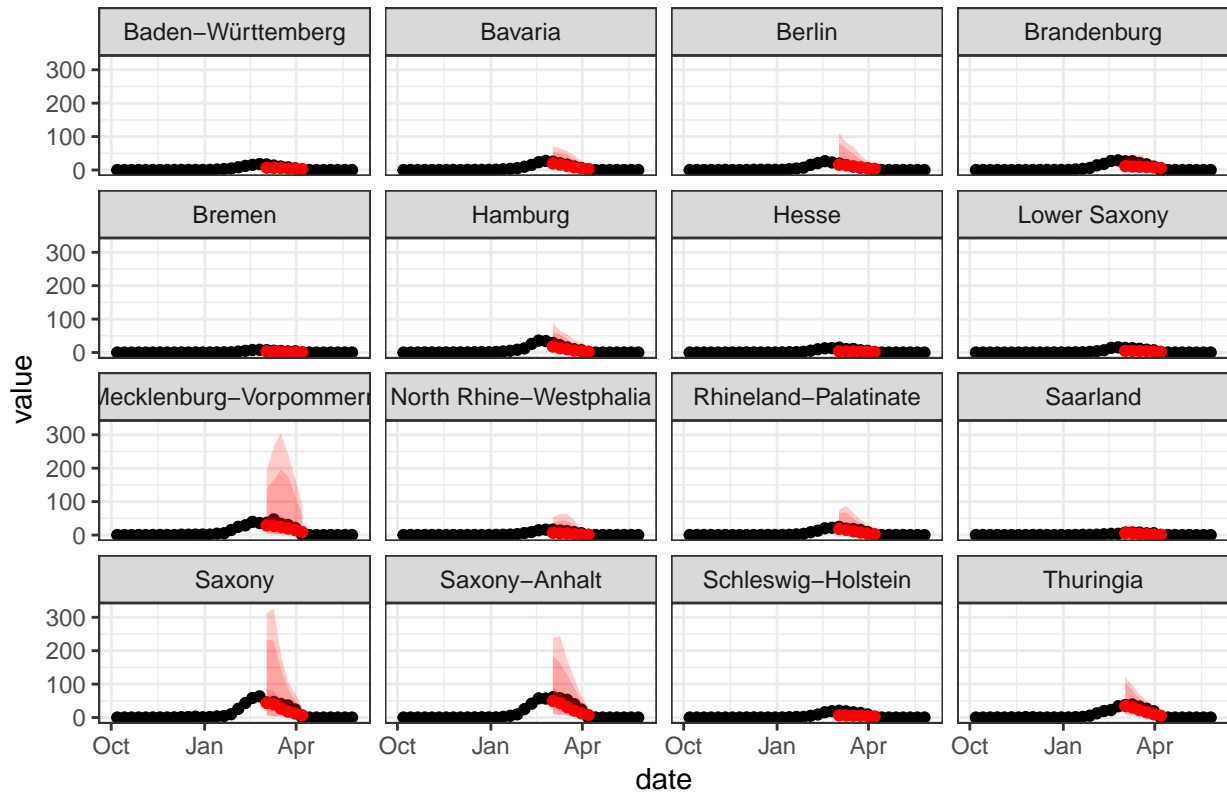 Baden−Württemberg Bavaria Berlin Brandenburg
300
200
100
0
Bremen Hamburg Hesse Lower Saxony
300
200
100
0
Mecklenburg−Vorpommern North Rhine−Westphalia Rhineland−Palatinate Saarland
300
200
100
0
Saxony Saxony−Anhalt Schleswig−Holstein Thuringia
300
200
100
0
Oct Jan Apr Oct Jan Apr Oct Jan Apr Oct Jan Apr
date
value